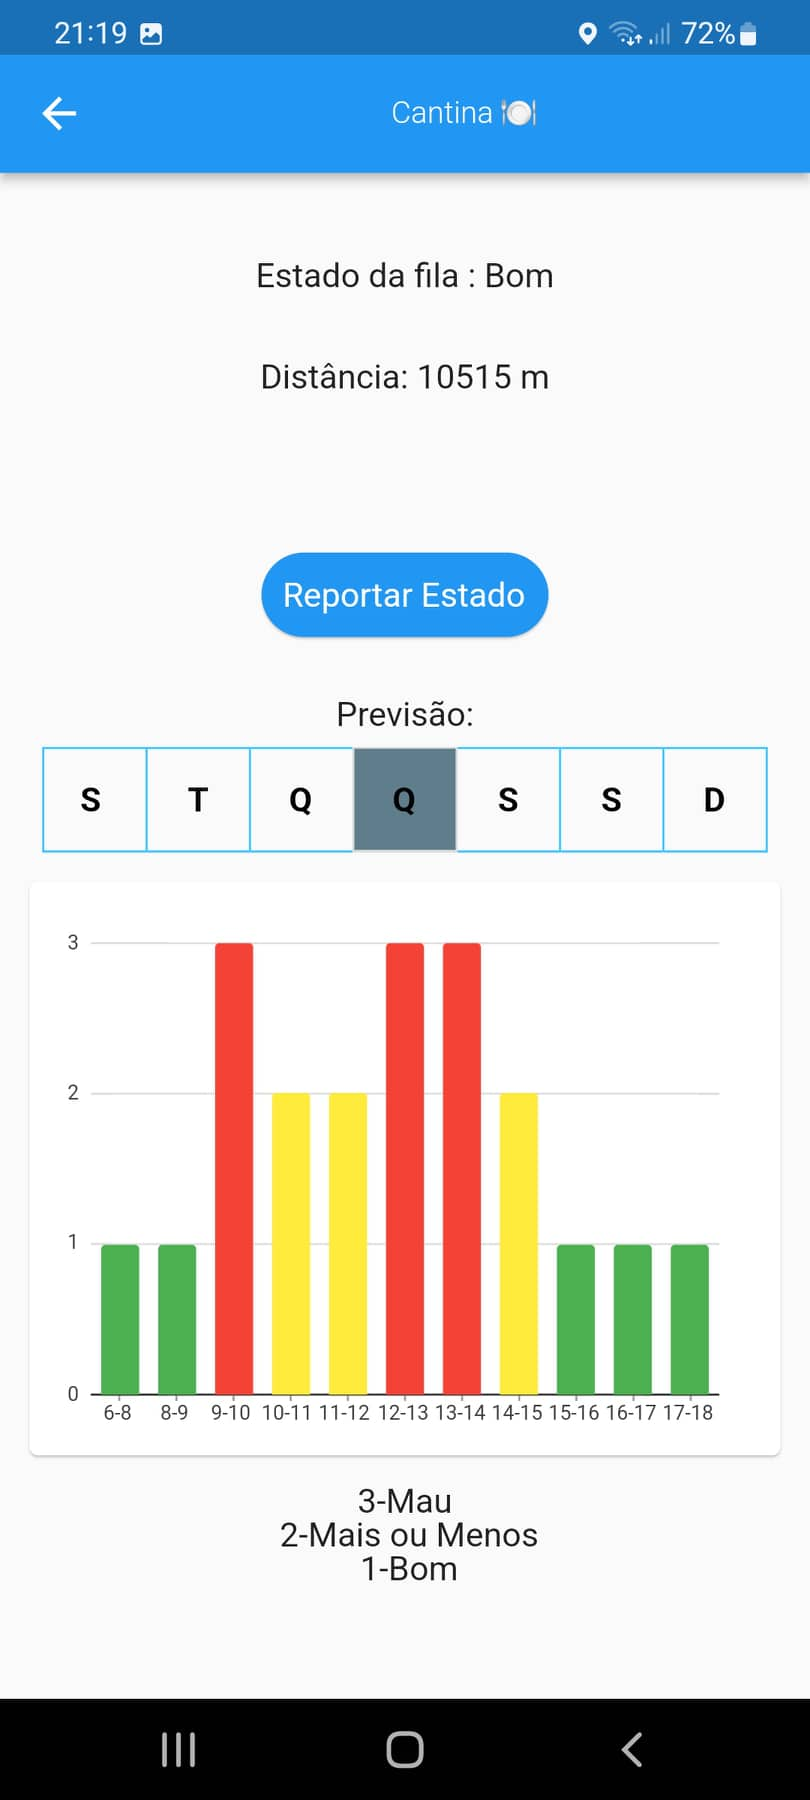 21:19 72%
Cantina
Estado da fila : Bom
Distância: 10515 m
Reportar Estado
Previsão:
S T Q Q S S D
3
2
1
0
6-8 8-9 9-10 10-11 11-12 12-13 13-14 14-15 15-16 16-17 17-18
3-Mau
2-Mais ou Menos
1-Bom